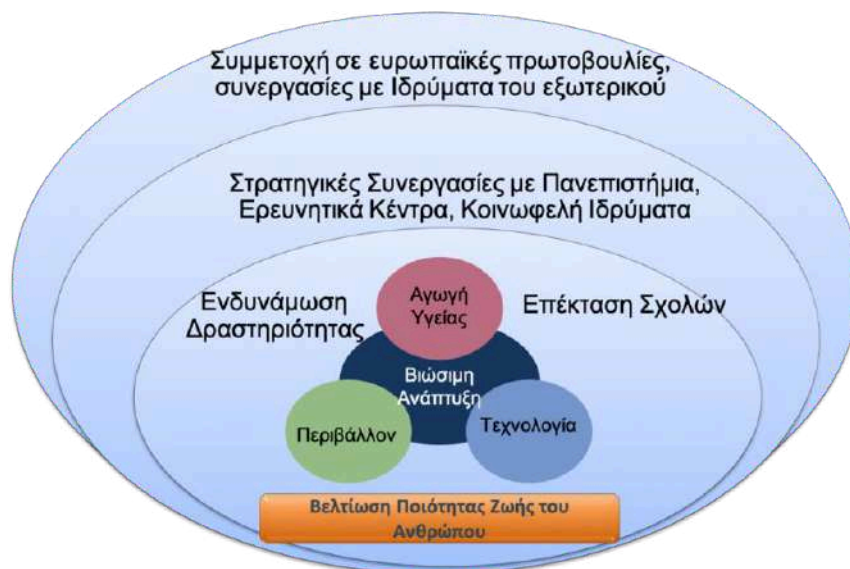 Συμμετοχή σε ευρωπαϊκές πρωτοβουλίες,
συνεργασίες με Ιδρύματα του εξωτερικού
Στρατηγικές Συνεργασίες με Πανεπιστήμια,
Ερευνητικά Κέντρα, Κοινωφελή Ιδρύματα
Ενδυνάμωση
Δραστηριότητας
Αγωγή
Υγείας
Επέκταση Σχολών
Βιώσιμη
Ανάπτυξη
Περιβάλλον
Τεχνολογία
Βελτίωση Ποιότητας Ζωής του
Ανθρώπου